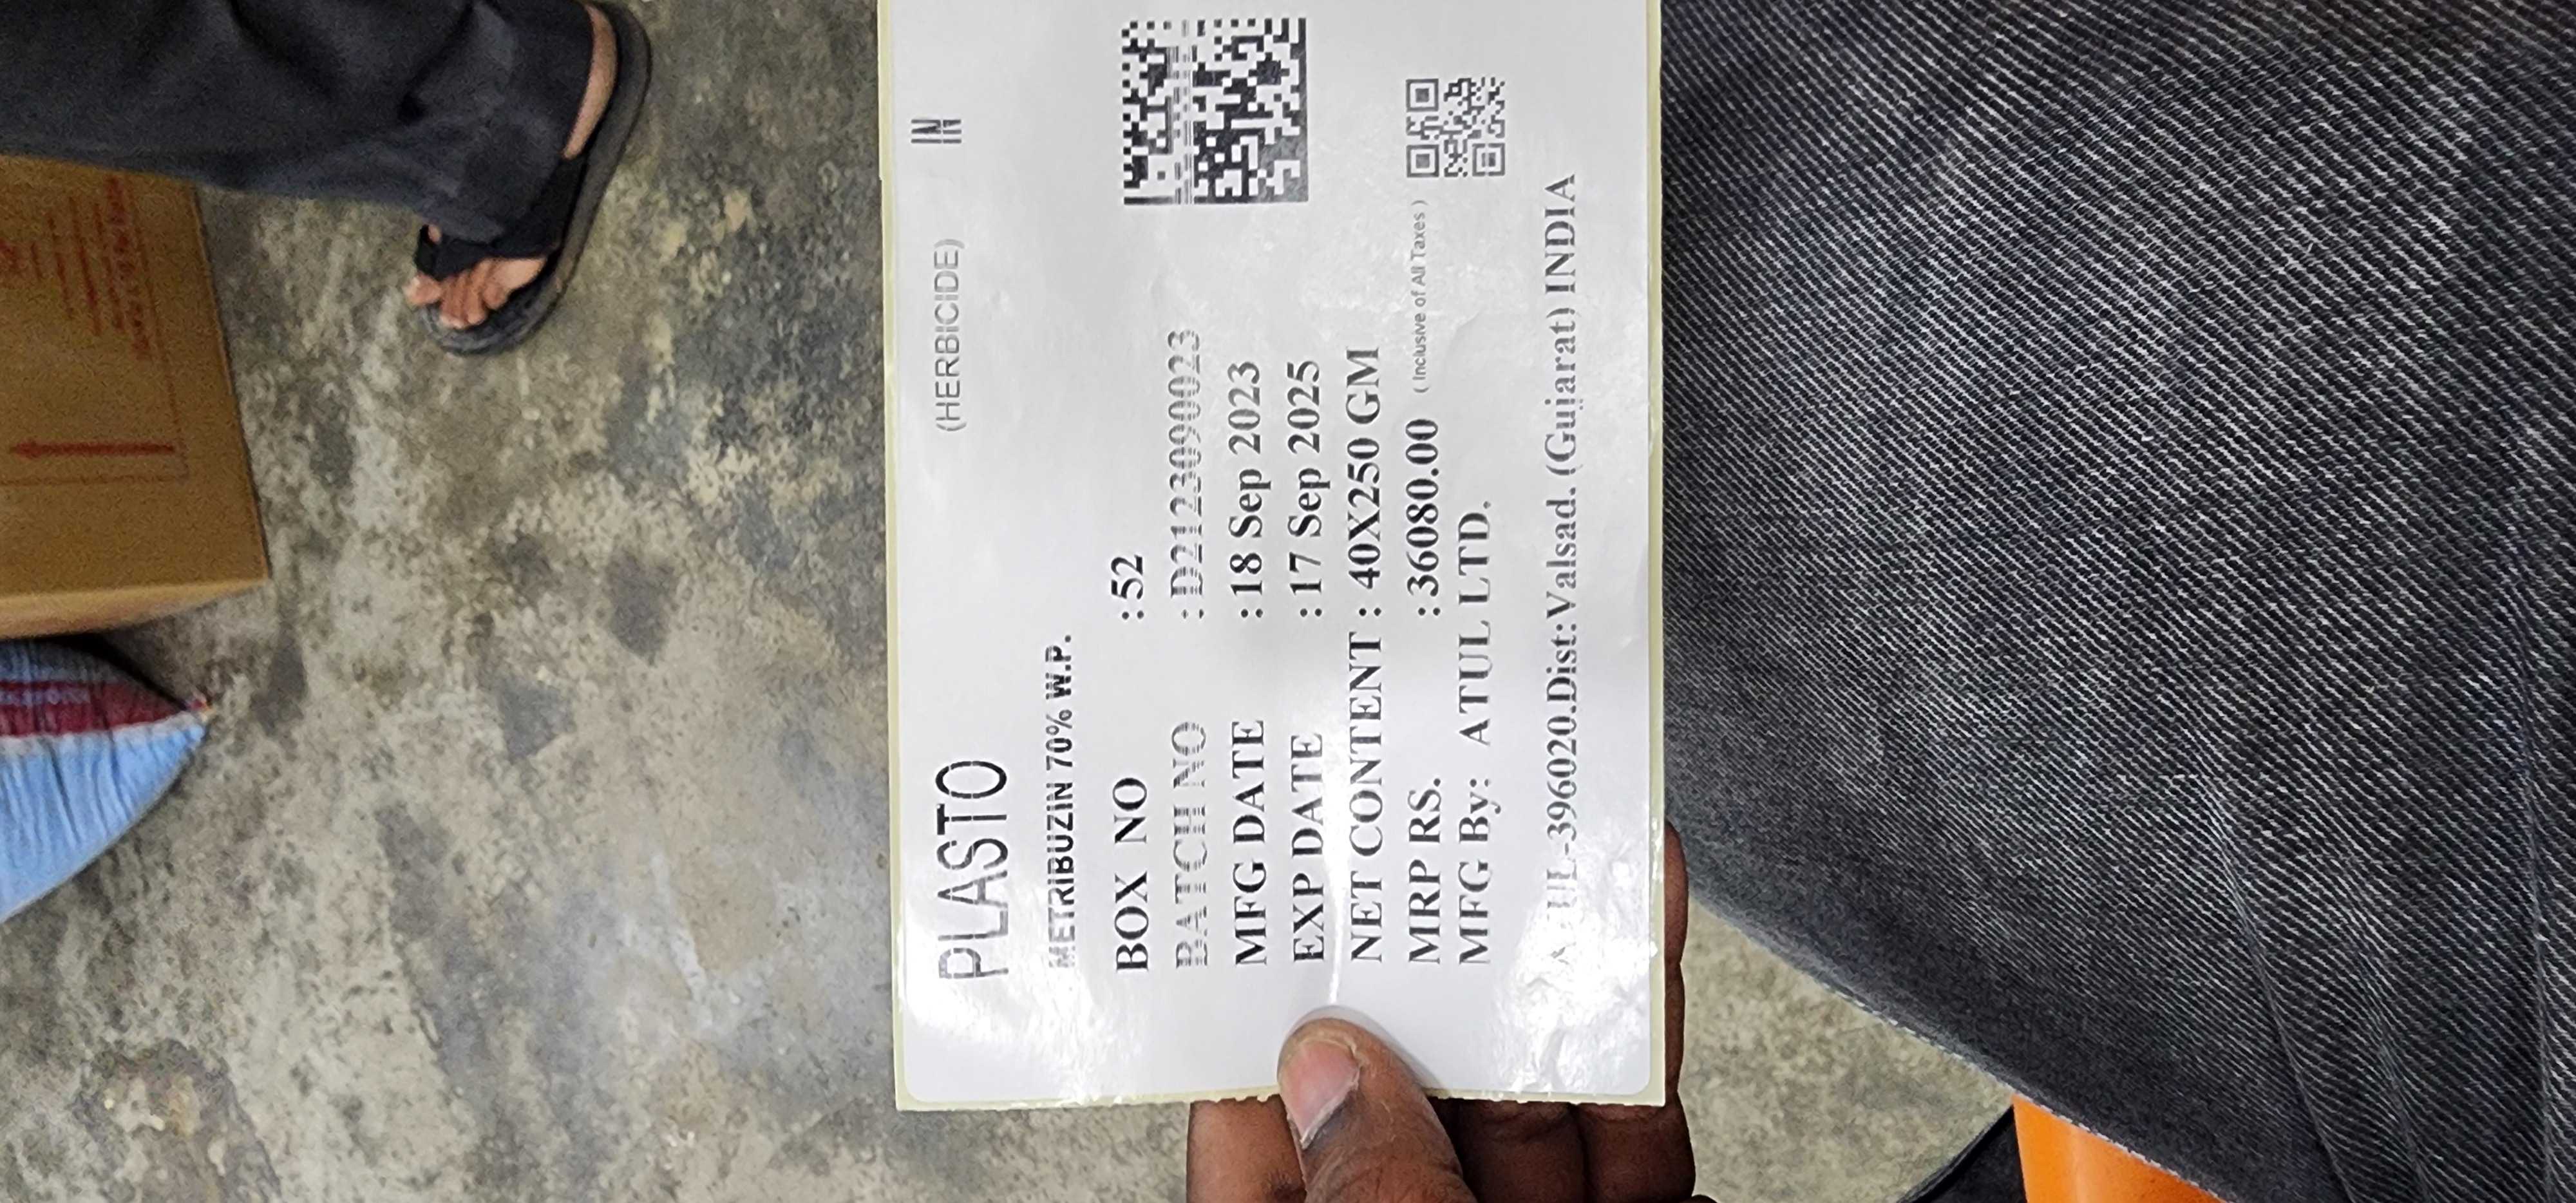 PLASTO (HERBICIDE) IN
METRIBUZIN 70% W.P.
BOX NO :52
BATCH NO :D2123090023
MFG DATE :18 Sep 2023
EXP DATE :17 Sep 2025
NET CONTENT : 40X250 GM
MRP RS. :36080.00 ( Inclusive of All Taxes )
MFG By: ATUL LTD.
ATUL-396020.Dist:Valsad. (Gujarat) INDIA